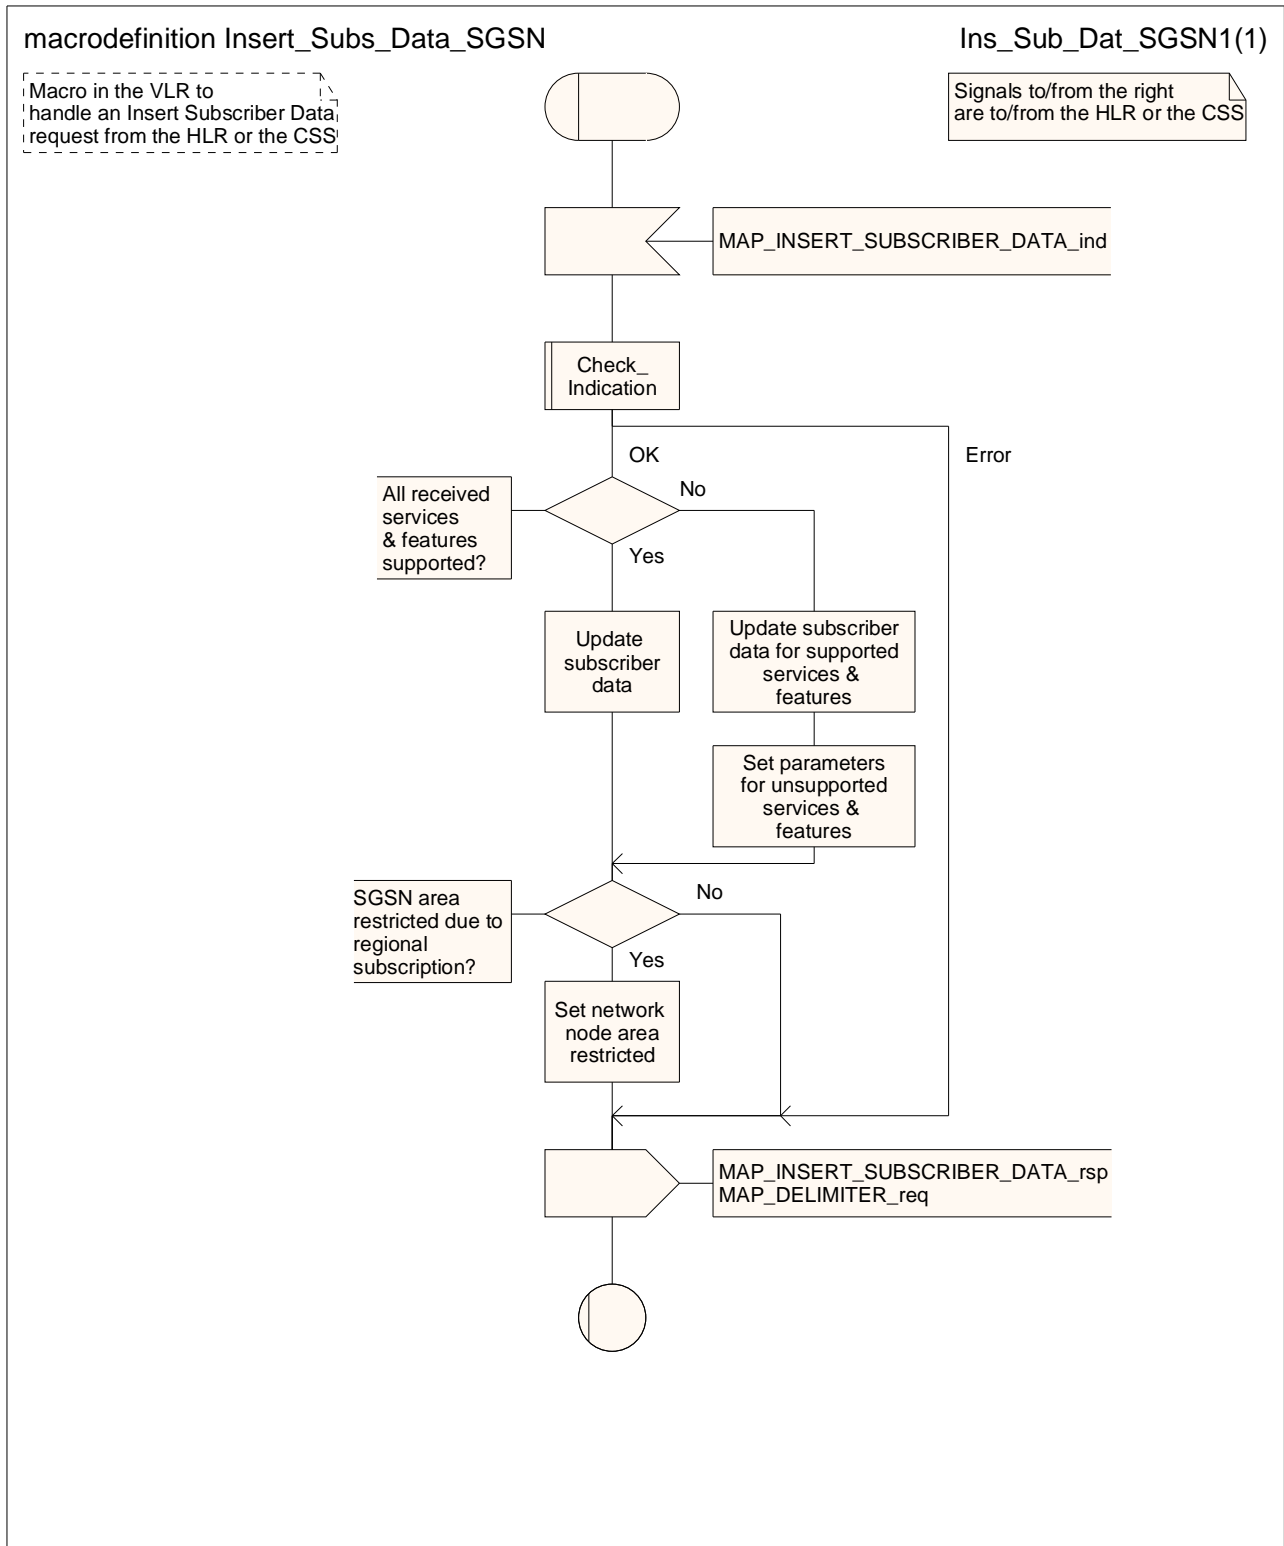 macrodefinition Insert_Subs_Data_SGSN
Ins_Sub_Dat_SGSN1(1)
Macro in the VLR to
handle an Insert Subscriber Data
request from the HLR or the CSS
Signals to/from the right
are to/from the HLR or the CSS
MAP_INSERT_SUBSCRIBER_DATA_ind
Check_
Indication
OK
Error
All received
services
& features
supported?
No
Yes
Update
subscriber
data
Update subscriber
data for supported
services &
features
Set parameters
for unsupported
services &
features
SGSN area
restricted due to
regional
subscription?
No
Yes
Set network
node area
restricted
MAP_INSERT_SUBSCRIBER_DATA_rsp
MAP_DELIMITER_req